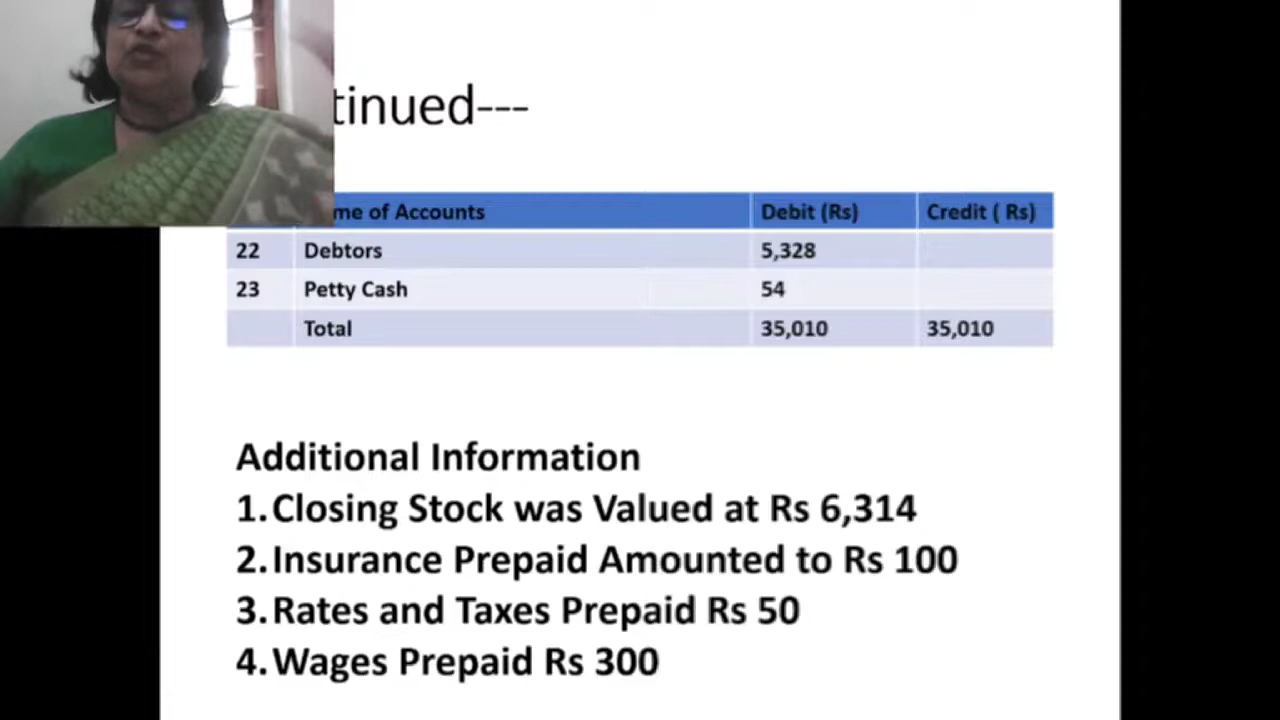 tinued---
me of Accounts Debit (Rs) Credit ( Rs)
22 Debtors 5,328
23 Petty Cash 54
Total 35,010 35,010
Additional Information
1. Closing Stock was Valued at Rs 6,314
2. Insurance Prepaid Amounted to Rs 100
3. Rates and Taxes Prepaid Rs 50
4. Wages Prepaid Rs 300